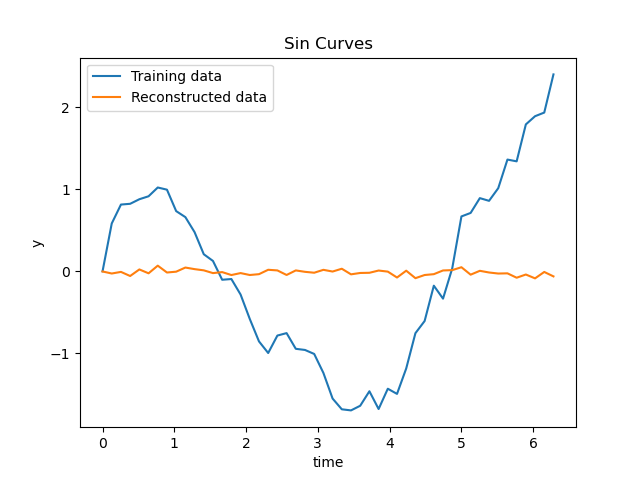 Sin Curves
Training data
Reconstructed data
2
1
0
−1
y
0 1 2 3 4 5 6
time